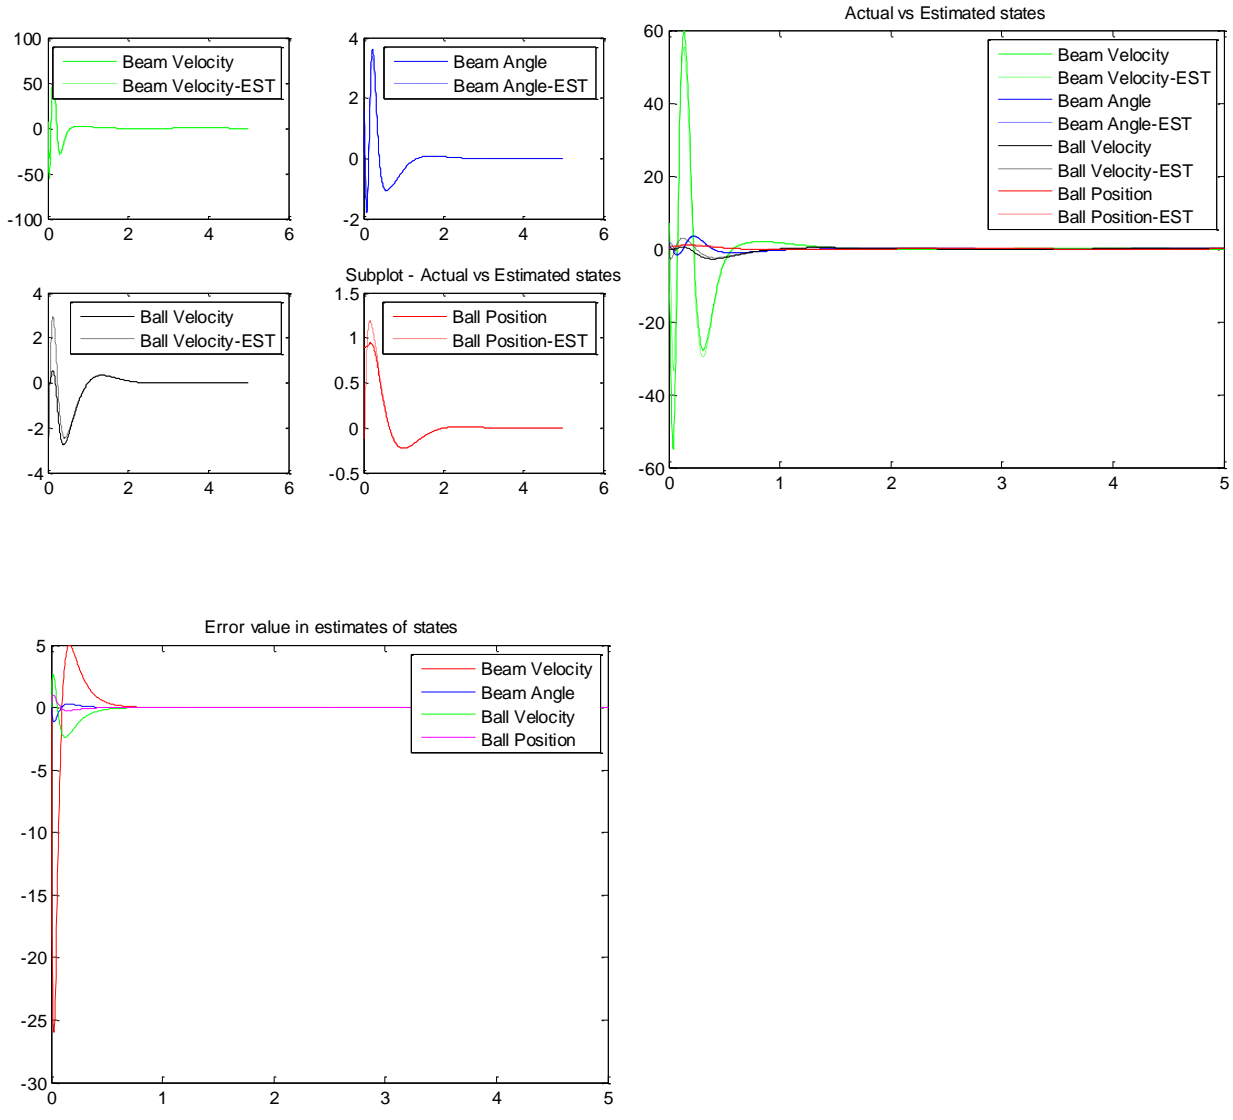 Actual vs Estimated states
100
50
0
-50
-100
0
2
4
6
Beam Velocity
Beam Velocity-EST
4
2
0
-2
0
2
4
6
Beam Angle
Beam Angle-EST
4
2
0
-2
-4
0
2
4
6
Ball Velocity
Ball Velocity-EST
Subplot - Actual vs Estimated states
1.5
1
0.5
0
-0.5
0
2
4
6
Ball Position
Ball Position-EST
60
40
20
0
-20
-40
-60
0
1
2
3
4
5
Beam Velocity
Beam Velocity-EST
Beam Angle
Beam Angle-EST
Ball Velocity
Ball Velocity-EST
Ball Position
Ball Position-EST
Error value in estimates of states
5
0
-5
-10
-15
-20
-25
-30
0
1
2
3
4
5
Beam Velocity
Beam Angle
Ball Velocity
Ball Position